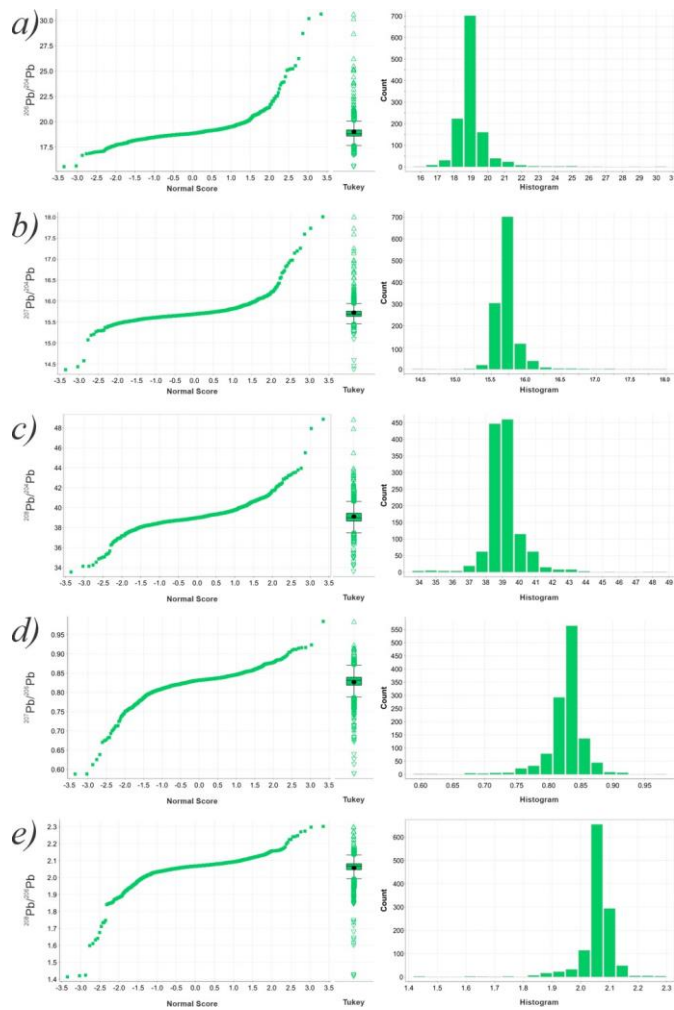 a)
²⁰⁶Pb/²⁰⁴Pb
30.0
27.5
25.0
22.5
20.0
17.5
-3.5 -2.5 -2.0 -1.5 -1.0 -0.5 0.0 0.5 1.0 1.5 2.0 2.5 3.0 3.5
Normal Score
Tukey
Count
700
600
500
400
300
200
100
0
16 17 18 19 20 21 22 23 24 25 26 27 28 29 30 3
Histogram
b)
²⁰⁷Pb/²⁰⁴Pb
18.0
17.5
17.0
16.5
16.0
15.5
15.0
14.5
-3.5 -2.5 -2.0 -1.5 -1.0 -0.5 0.0 0.5 1.0 1.5 2.0 2.5 3.0 3.5
Normal Score
Tukey
Count
700
600
500
400
300
200
100
0
14.5 15.0 15.5 16.0 16.5 17.0 17.5 18.0
Histogram
c)
²⁰⁸Pb/²⁰⁴Pb
48
46
44
42
40
38
36
34
-3.5 -2.5 -2.0 -1.5 -1.0 -0.5 0.0 0.5 1.0 1.5 2.0 2.5 3.0 3.5
Normal Score
Tukey
Count
450
400
350
300
250
200
150
100
50
0
34 35 36 37 38 39 40 41 42 43 44 45 46 47 48 49
Histogram
d)
²⁰⁷Pb/²⁰⁶Pb
0.95
0.90
0.85
0.80
0.75
0.70
0.65
0.60
-3.5 -2.5 -2.0 -1.5 -1.0 -0.5 0.0 0.5 1.0 1.5 2.0 2.5 3.0 3.5
Normal Score
Tukey
Count
550
500
450
400
350
300
250
200
150
100
50
0
0.60 0.65 0.70 0.75 0.80 0.85 0.90 0.95
Histogram
e)
²⁰⁸Pb/²⁰⁶Pb
2.3
2.2
2.1
2.0
1.9
1.8
1.7
1.6
1.5
1.4
-3.5 -2.5 -2.0 -1.5 -1.0 -0.5 0.0 0.5 1.0 1.5 2.0 2.5 3.0 3.5
Normal Score
Tukey
Count
600
500
400
300
200
100
0
1.4 1.5 1.6 1.7 1.8 1.9 2.0 2.1 2.2 2.3
Histogram